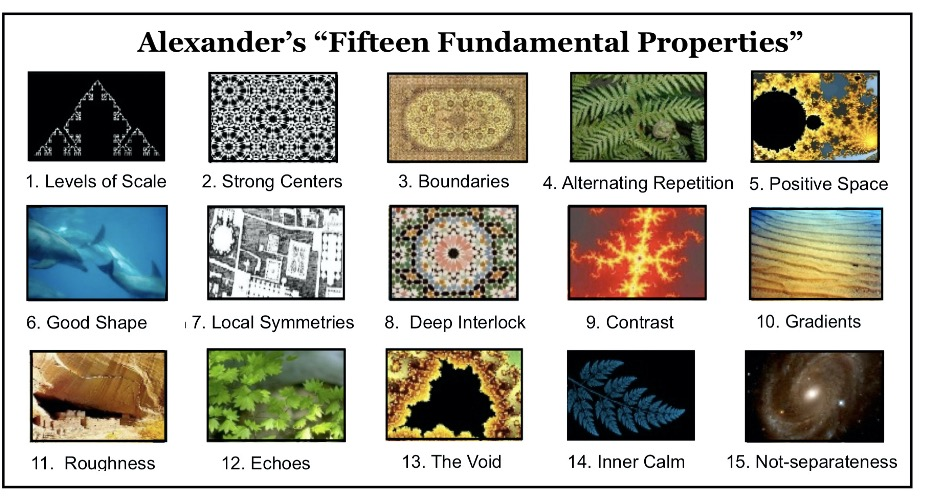 Alexander’s “Fifteen Fundamental Properties”
1. Levels of Scale
2. Strong Centers
3. Boundaries
4. Alternating Repetition
5. Positive Space
6. Good Shape
7. Local Symmetries
8. Deep Interlock
9. Contrast
10. Gradients
11. Roughness
12. Echoes
13. The Void
14. Inner Calm
15. Not-separateness